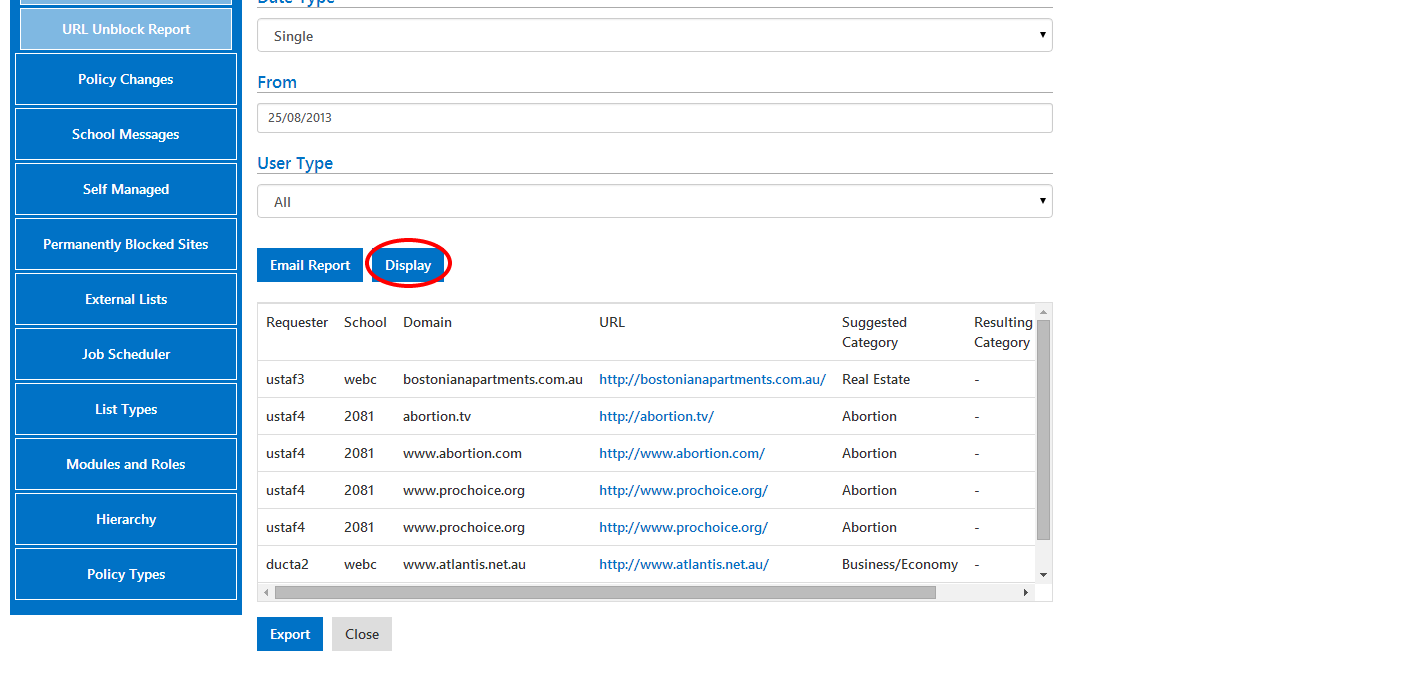 Date Type
URL Unblock Report
Single
Policy Changes
From
25/08/2013
School Messages
User Type
Self Managed
All
Permanently Blocked Sites
Email Report Display
External Lists
Requester School Domain URL Suggested Category Resulting Category
Job Scheduler
ustaf3 webc bostonianapartments.com.au http://bostonianapartments.com.au/ Real Estate -
List Types
ustaf4 2081 abortion.tv http://abortion.tv/ Abortion -
ustaf4 2081 www.abortion.com http://www.abortion.com/ Abortion -
Modules and Roles
ustaf4 2081 www.prochoice.org http://www.prochoice.org/ Abortion -
Hierarchy
ustaf4 2081 www.prochoice.org http://www.prochoice.org/ Abortion -
ducta2 webc www.atlantis.net.au http://www.atlantis.net.au/ Business/Economy -
Policy Types
Export Close